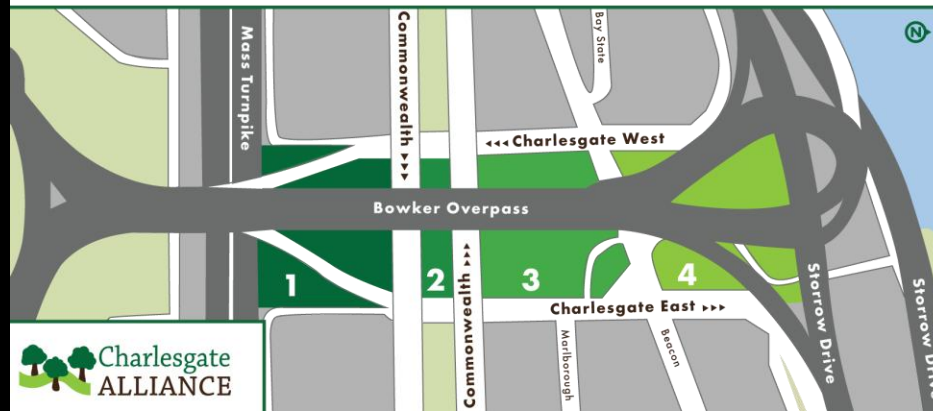 Mass Turnpike
Commonwealth ▸▸▸
Bay State
N
◂◂◂ Charlesgate West
Bowker Overpass
1
2
3
4
Commonwealth ▸▸▸
Charlesgate East ▸▸▸
Marlborough
Beacon
Storrow Drive
Storrow Driv
Charlesgate
ALLIANCE